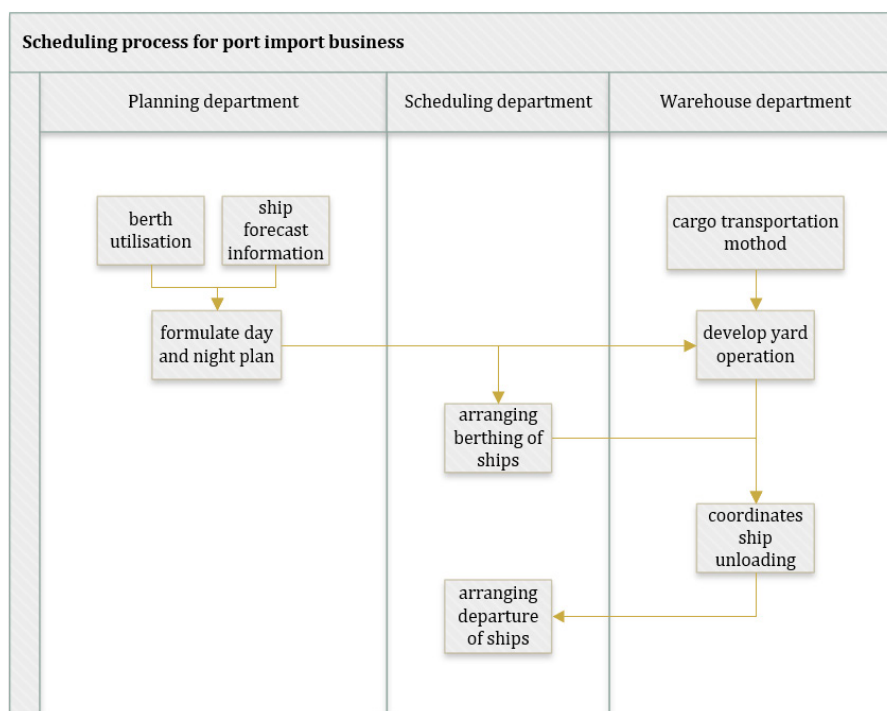 Scheduling process for port import business
Planning department
Scheduling department
Warehouse department
berth
utilisation
ship
forecast
information
cargo transportation
mothod
formulate day
and night plan
develop yard
operation
arranging
berthing of
ships
coordinates
ship
unloading
arranging
departure
of ships